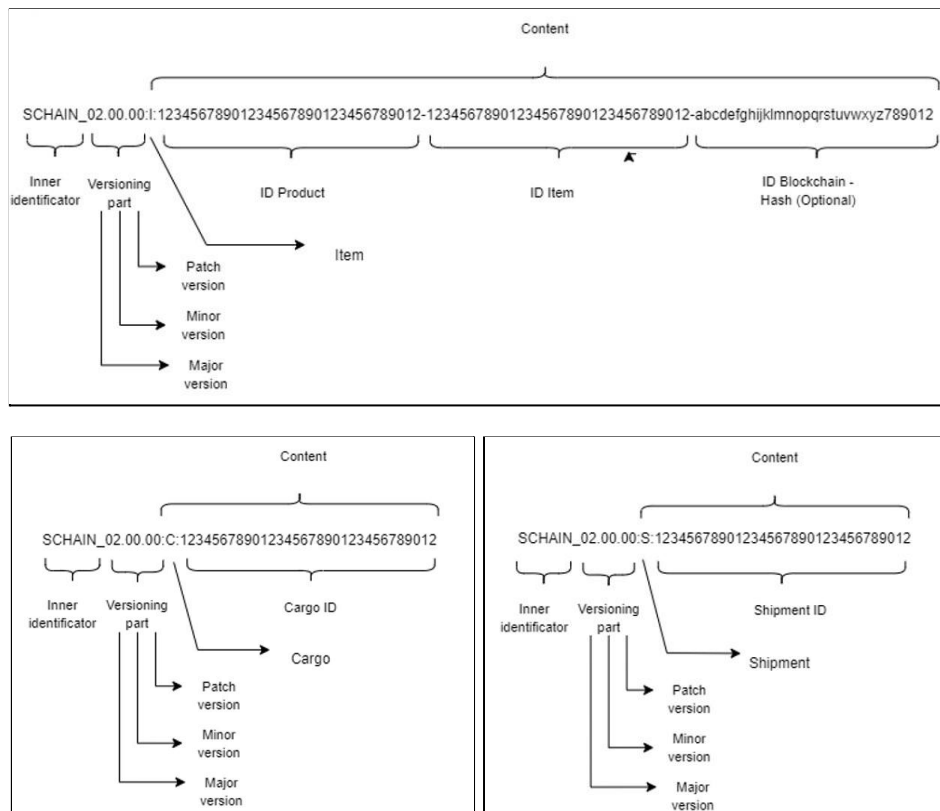 Content
SCHAIN_02.00.00:I:12345678901234567890123456789012-12345678901234567890123456789012-abcdefghijklmnopqrstuvwxyz789012
Inner
identificator
Versioning
part
ID Product
ID Item
ID Blockchain -
Hash (Optional)
Item
Patch
version
Minor
version
Major
version
Content
SCHAIN_02.00.00:C:12345678901234567890123456789012
Inner
identificator
Versioning
part
Cargo ID
Cargo
Patch
version
Minor
version
Major
version
Content
SCHAIN_02.00.00:S:12345678901234567890123456789012
Inner
identificator
Versioning
part
Shipment ID
Shipment
Patch
version
Minor
version
Major
version